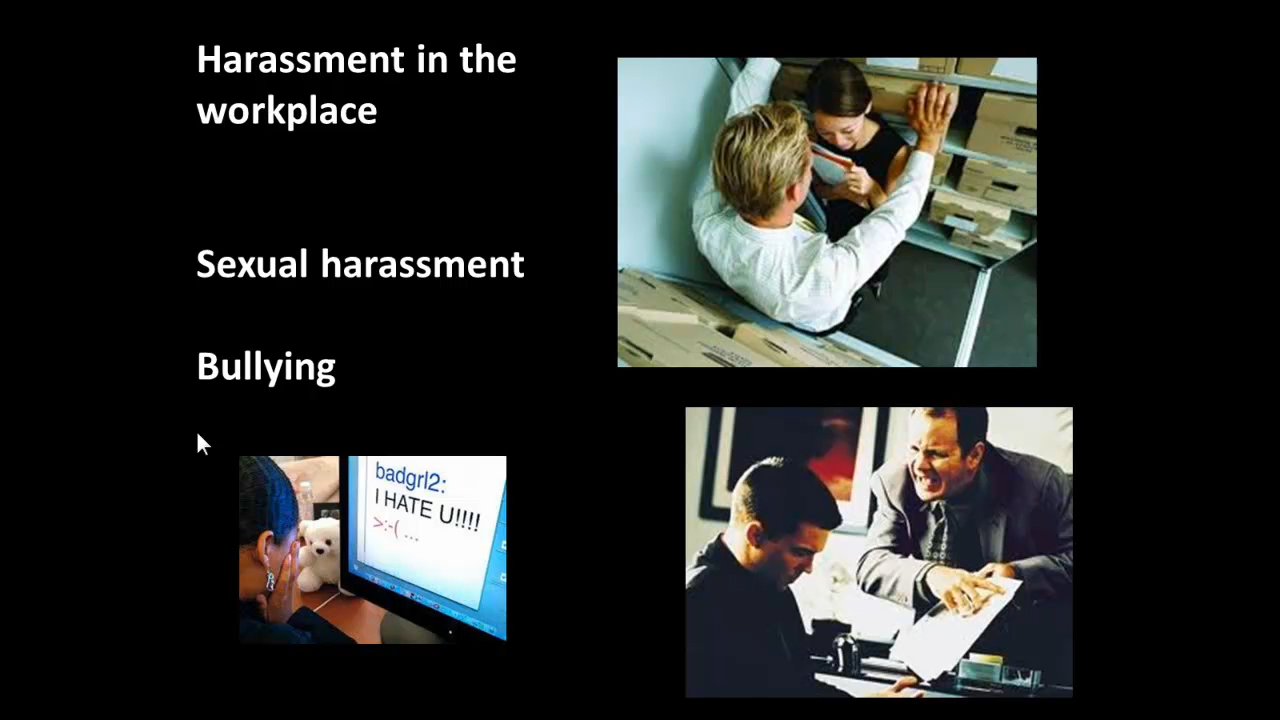 Harassment in the
workplace
Sexual harassment
Bullying
badgrl2:
I HATE U!!!!
>:-( ...